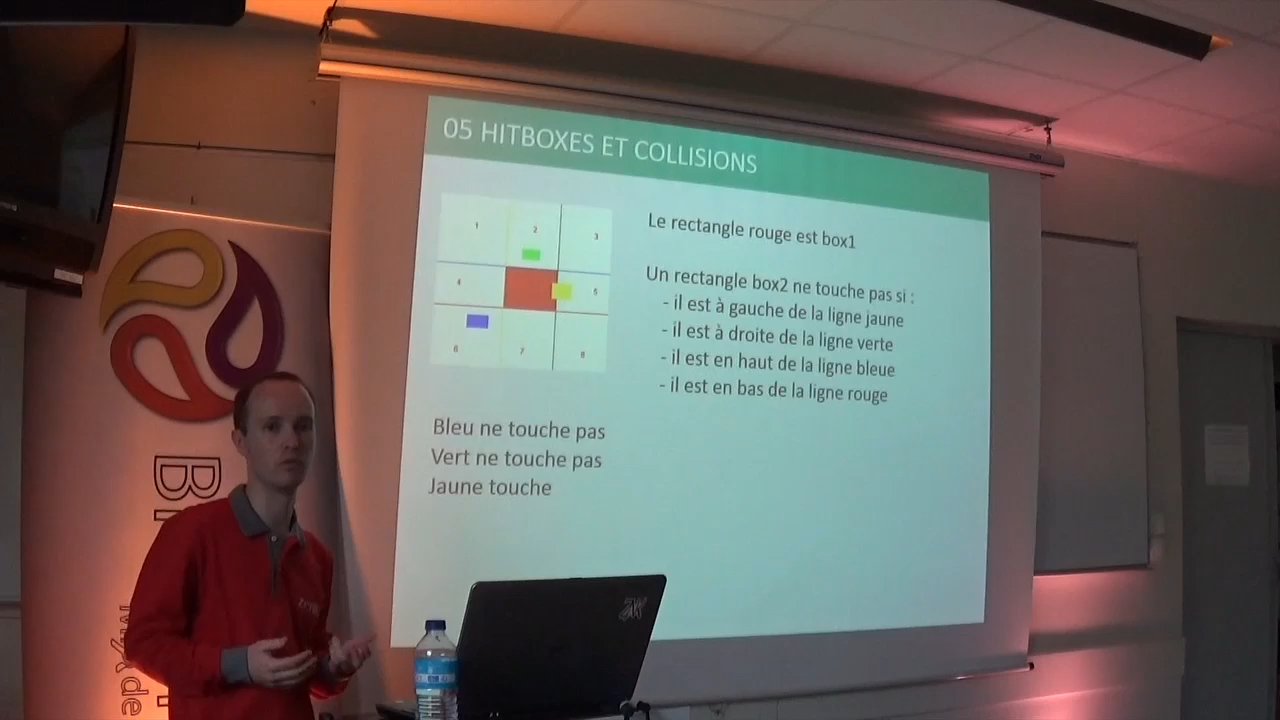 05 HITBOXES ET COLLISIONS
1
2
3
4
5
6
7
8
Le rectangle rouge est box1
Un rectangle box2 ne touche pas si :
- il est à gauche de la ligne jaune
- il est à droite de la ligne verte
- il est en haut de la ligne bleue
- il est en bas de la ligne rouge
Bleu ne touche pas
Vert ne touche pas
Jaune touche